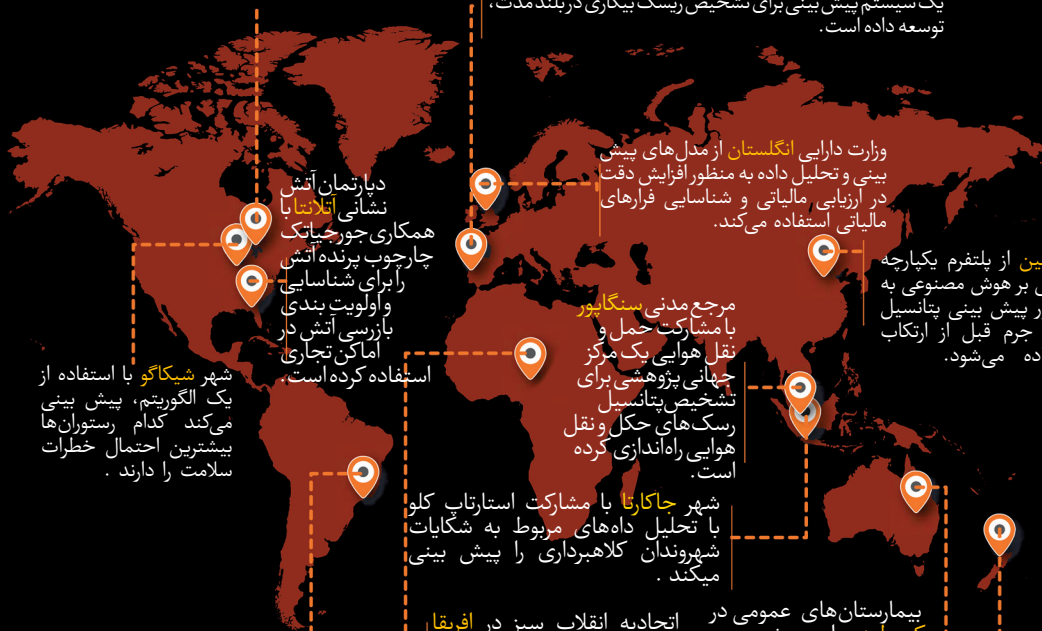 یک سیستم پیش بینی برای تشخیص ریسک بیکاری در بلند مدت،
توسعه داده است.
وزارت دارایی انگلستان از مدل‌های پیش
بینی و تحلیل داده به منظور افزایش دقت
در ارزیابی مالیاتی و شناسایی فرارهای
مالیاتی استفاده می‌کند.
دپارتمان آتش
نشانی آتلانتا با
همکاری جورجیاتک
چارچوب پرنده آتش
را برای شناسایی
و اولویت بندی
بازرسی آتش در
اماکن تجاری
استفاده کرده است.
از پلتفرم یکپارچه
بر هوش مصنوعی به
پیش بینی پتانسیل
جرم قبل از ارتکاب
می‌شود.
مرجع مدنی سنگاپور
با مشارکت حمل و
نقل هوایی یک مرکز
جهانی پژوهشی برای
تشخیص پتانسیل
رسک‌های حکل و نقل
هوایی راه‌اندازی کرده
است.
شهر شیکاگو با استفاده از
یک الگوریتم، پیش بینی
می‌کند کدام رستوران‌ها
بیشترین احتمال خطرات
سلامت را دارند .
شهر جاکارتا با مشارکت استارتاپ کلو
با تحلیل داه‌های مربوط به شکایات
شهروندان کلاهبرداری را پیش بینی
میکند .
بیمارستان‌های عمومی در
اتحادیه انقلاب سبز در افریقا